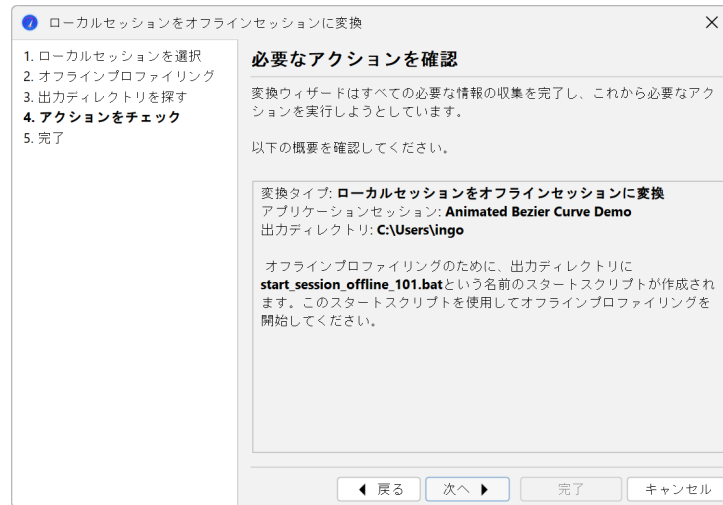 ローカルセッションをオフラインセッションに変換
1. ローカルセッションを選択
2. オフラインプロファイリング
3. 出力ディレクトリを探す
4. アクションをチェック
5. 完了
必要なアクションを確認
変換ウィザードはすべての必要な情報の収集を完了し、これから必要なアク
ションを実行しようとしています。
以下の概要を確認してください。
変換タイプ: ローカルセッションをオフラインセッションに変換
アプリケーションセッション: Animated Bezier Curve Demo
出力ディレクトリ: C:\Users\ingo
オフラインプロファイリングのために、出力ディレクトリに
start_session_offline_101.batという名前のスタートスクリプトが作成され
ます。このスタートスクリプトを使用してオフラインプロファイリングを
開始してください。
戻る 次へ 完了 キャンセル